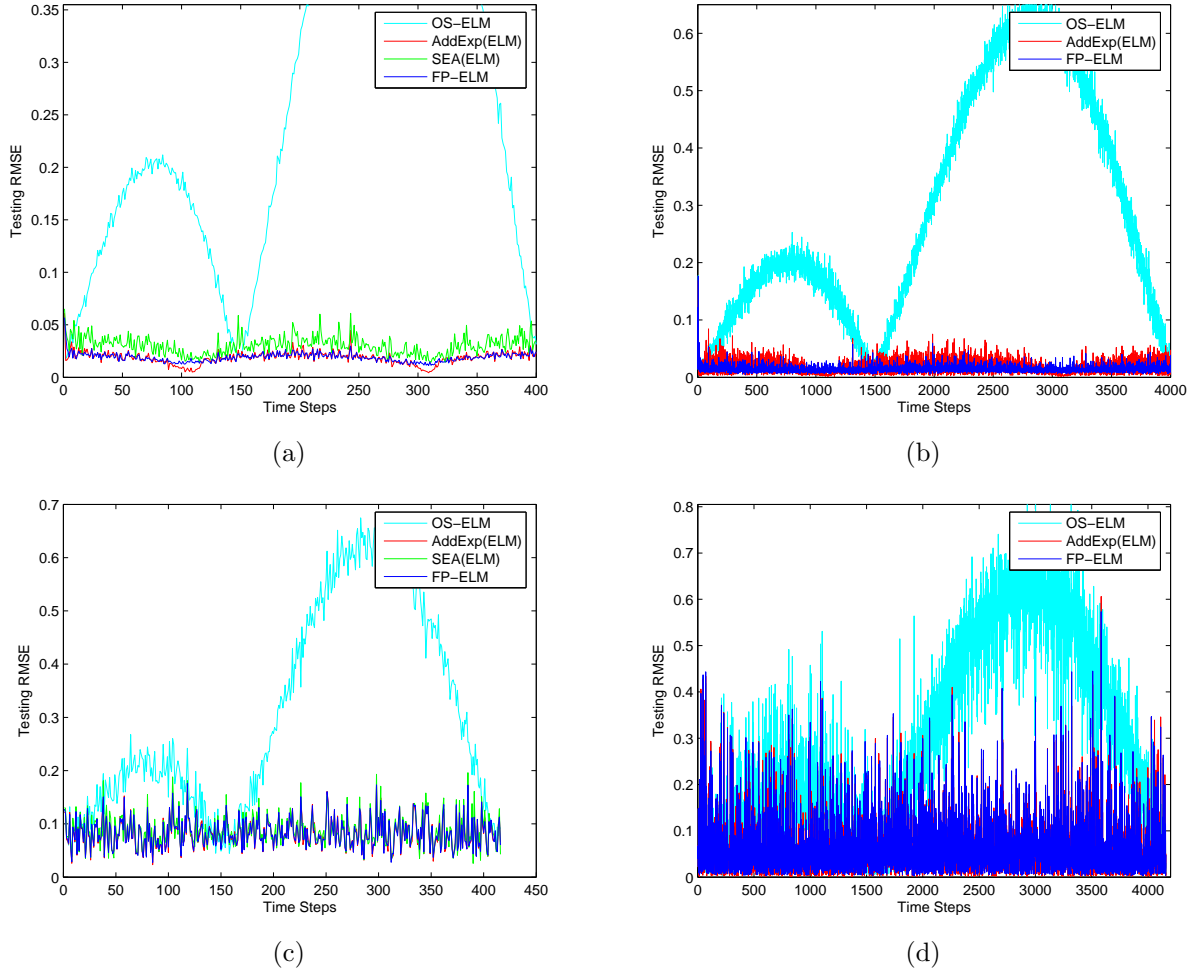 0.35
0.3
0.25
0.2
0.15
0.1
0.05
0
Testing RMSE
0 50 100 150 200 250 300 350 400
Time Steps
OS−ELM
AddExp(ELM)
SEA(ELM)
FP−ELM
(a)
0.6
0.5
0.4
0.3
0.2
0.1
0
Testing RMSE
0 500 1000 1500 2000 2500 3000 3500 4000
Time Steps
OS−ELM
AddExp(ELM)
FP−ELM
(b)
0.7
0.6
0.5
0.4
0.3
0.2
0.1
0
Testing RMSE
0 50 100 150 200 250 300 350 400 450
Time Steps
OS−ELM
AddExp(ELM)
SEA(ELM)
FP−ELM
(c)
0.8
0.7
0.6
0.5
0.4
0.3
0.2
0.1
0
Testing RMSE
0 500 1000 1500 2000 2500 3000 3500 4000
Time Steps
OS−ELM
AddExp(ELM)
FP−ELM
(d)